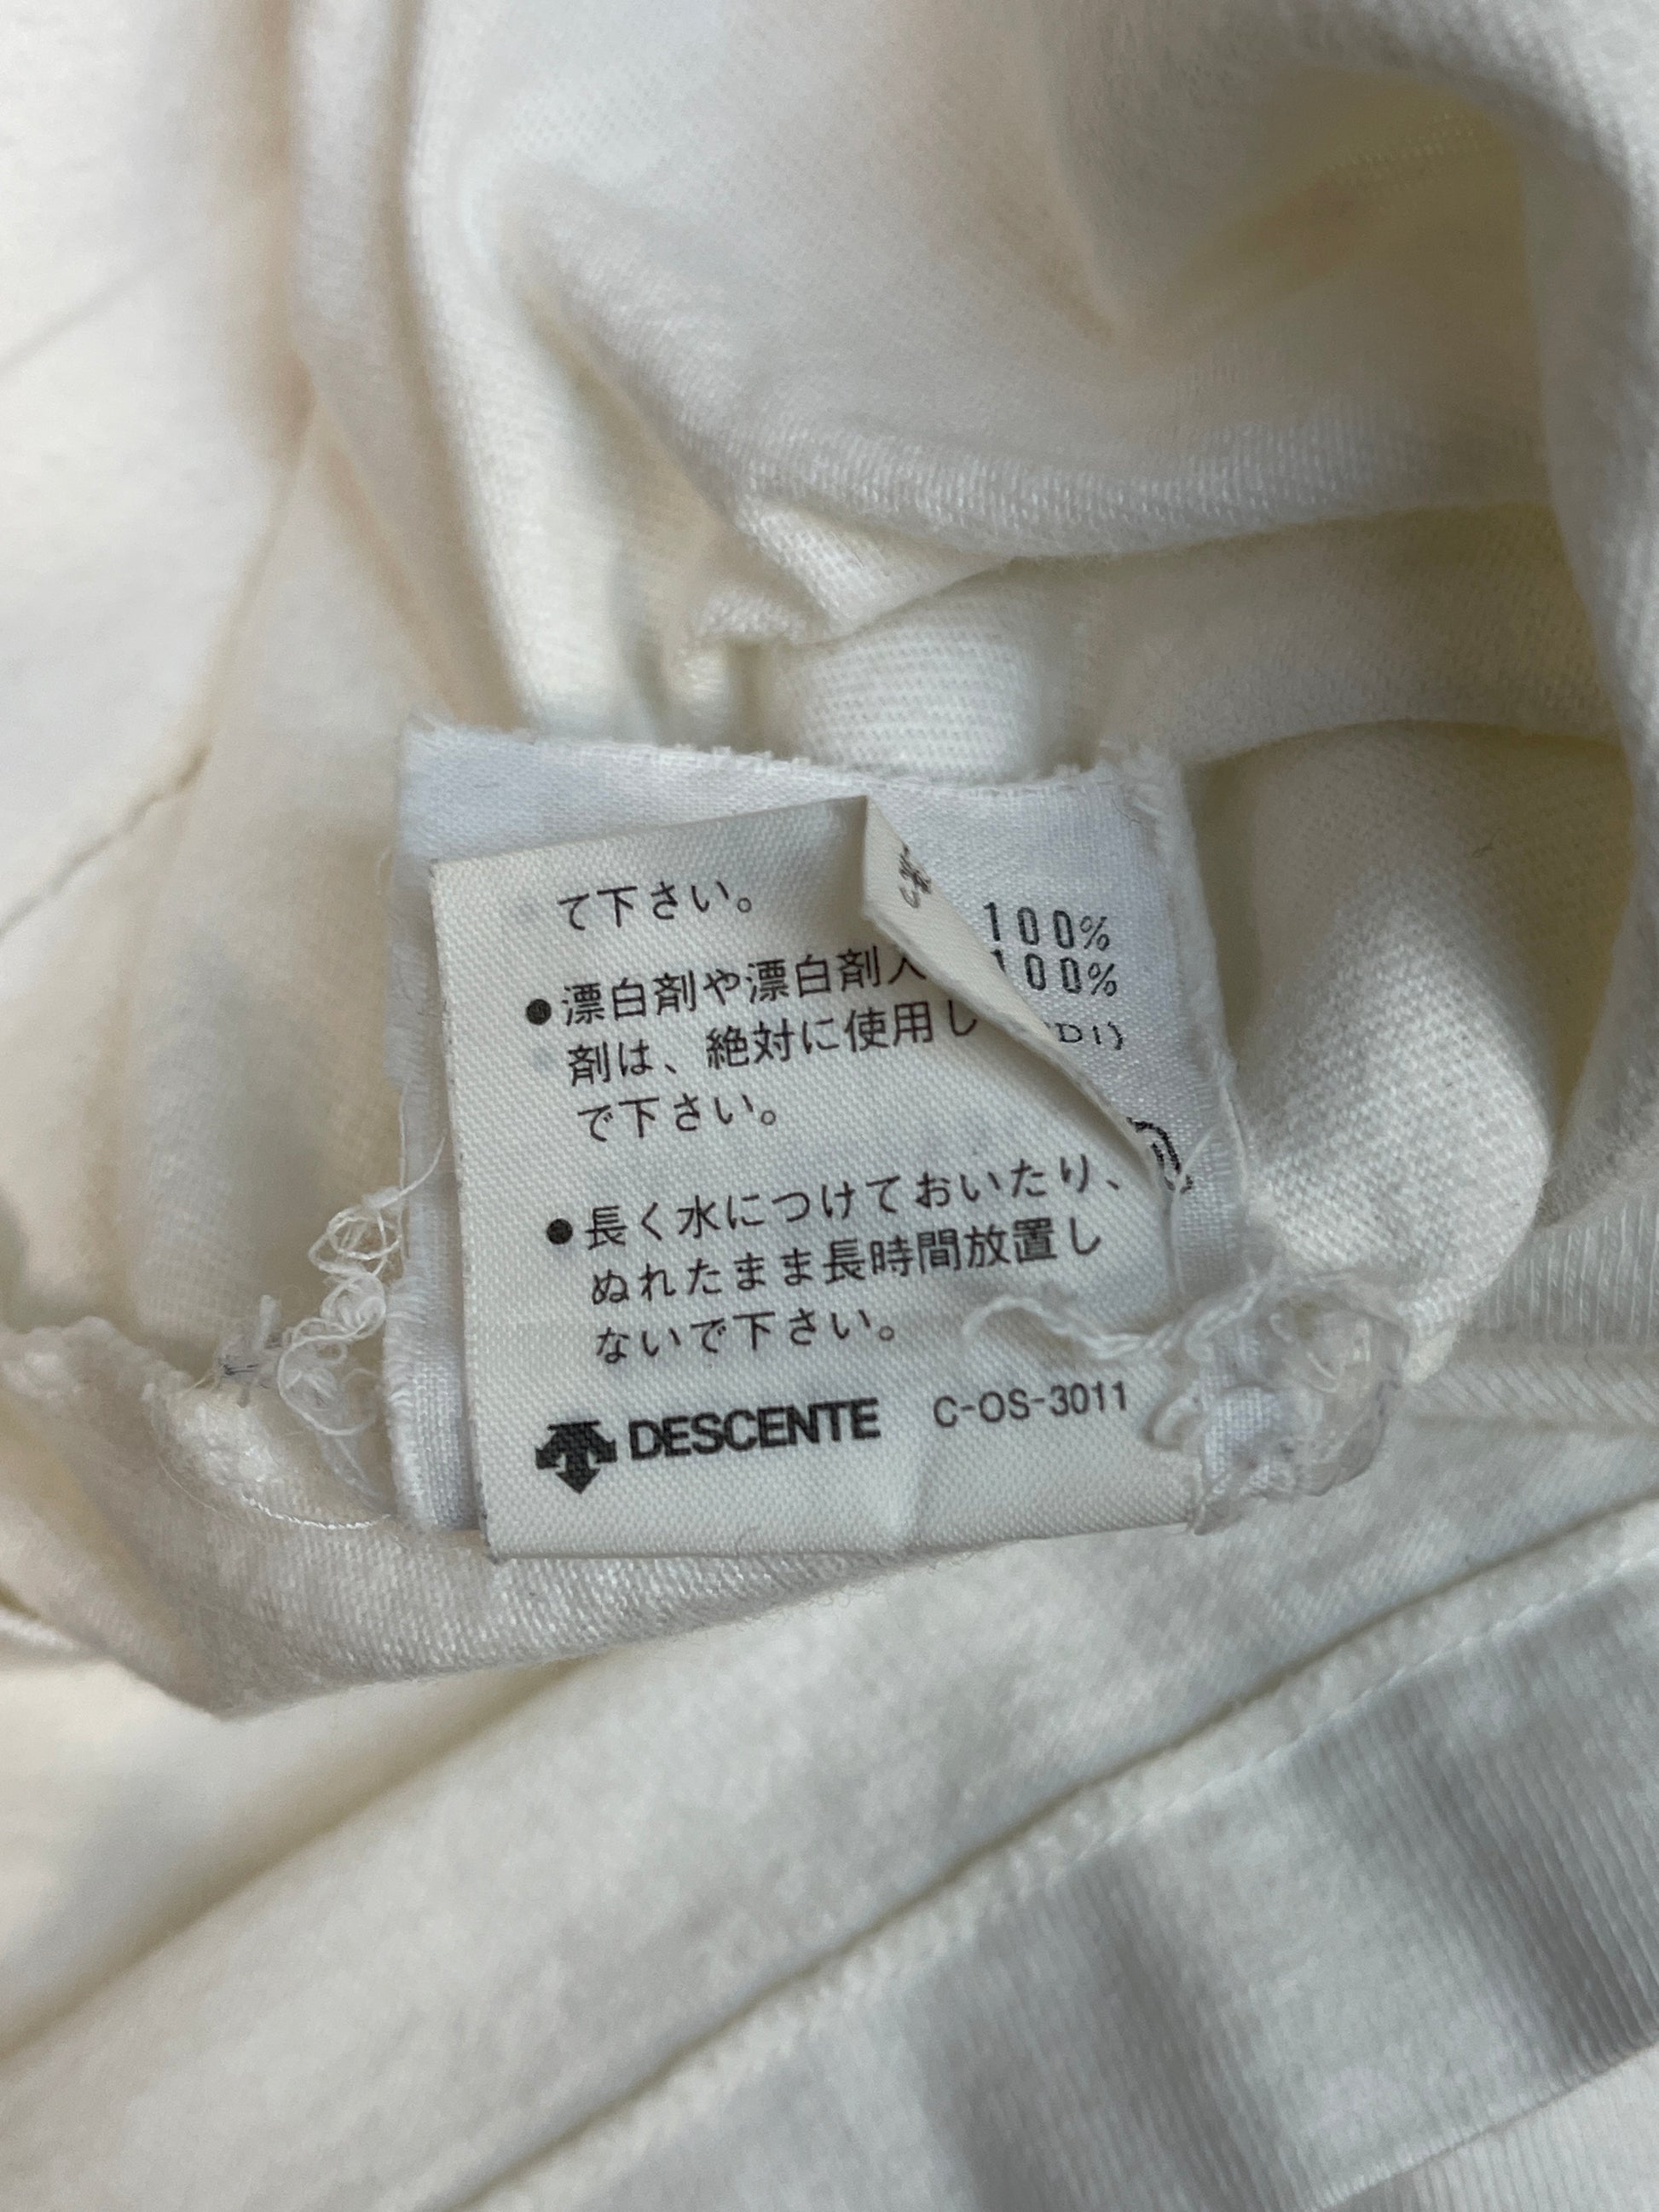 て下さい。
●漂白剤や漂白剤入
剤は、絶対に使用し
で下さい。
●長く水につけておいたり、
ぬれたまま長時間放置し
ないで下さい。
DESCENTE C-OS-3011
100%
100%
DI)